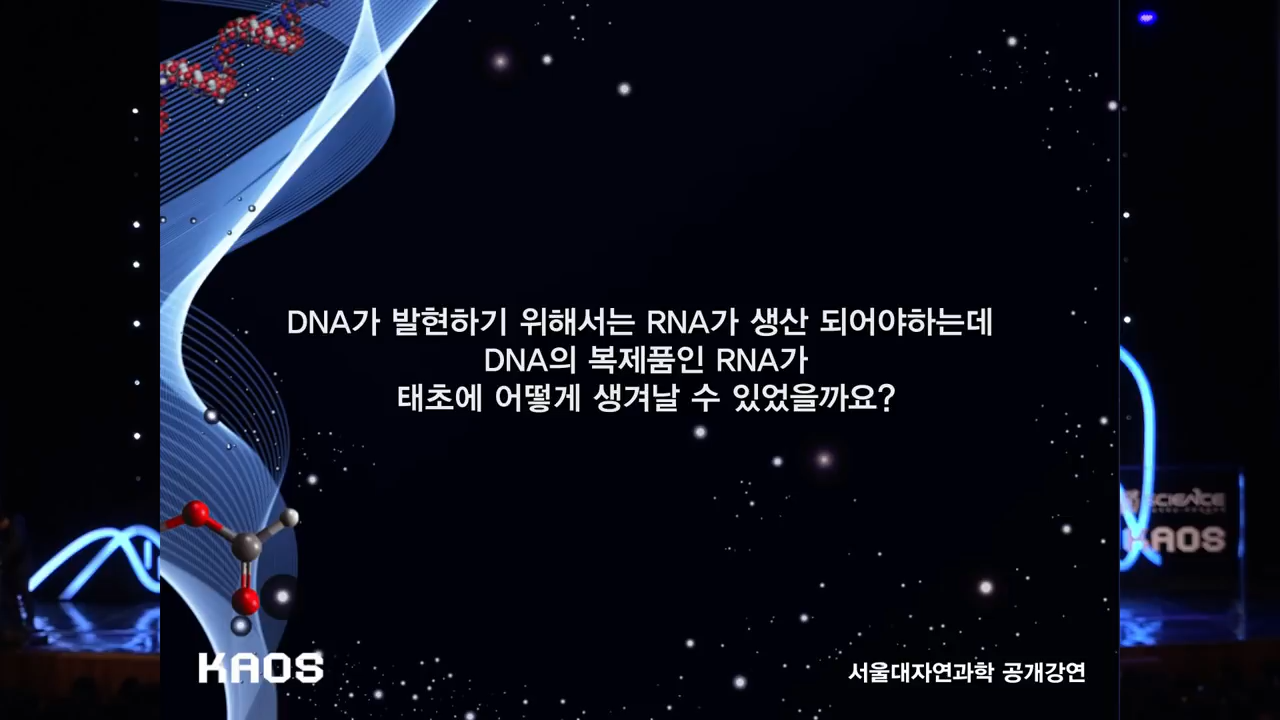 DNA가 발현하기 위해서는 RNA가 생산 되어야하는데
DNA의 복제품인 RNA가
태초에 어떻게 생겨날 수 있었을까요?
SCIENCE
KAOS
KAOS
서울대자연과학 공개강연